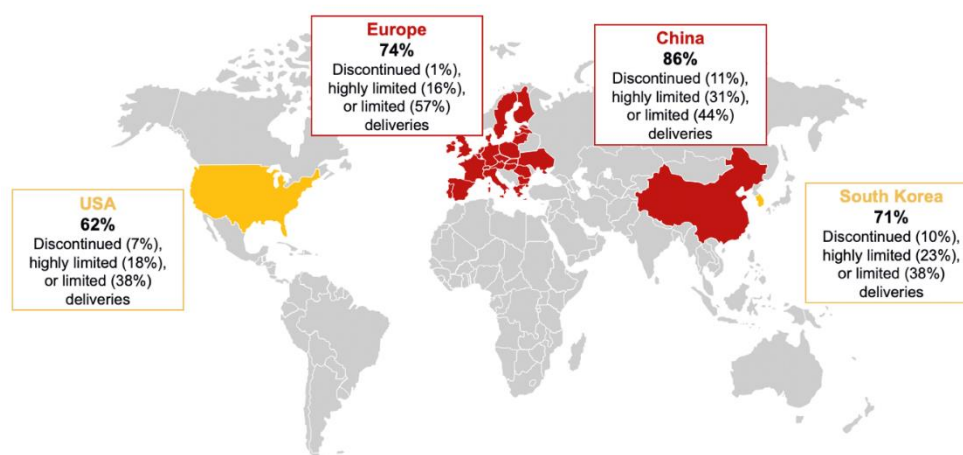 Europe
74%
Discontinued (1%),
highly limited (16%),
or limited (57%)
deliveries
China
86%
Discontinued (11%),
highly limited (31%),
or limited (44%)
deliveries
USA
62%
Discontinued (7%),
highly limited (18%),
or limited (38%)
deliveries
South Korea
71%
Discontinued (10%),
highly limited (23%),
or limited (38%)
deliveries